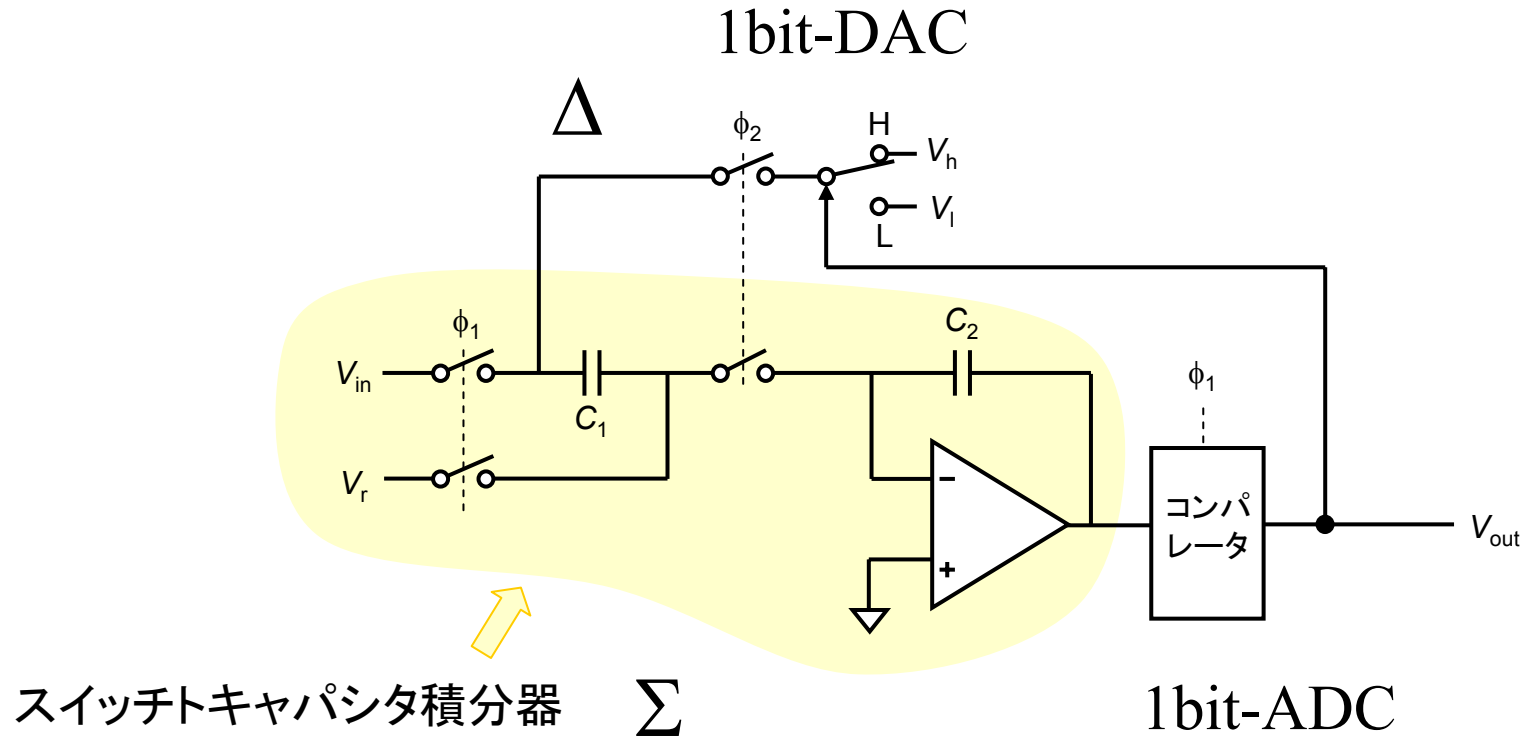 1bit-DAC
Δ
ϕ2
H
Vh
Vl
L
ϕ1
C2
Vin
C1
ϕ1
Vr
コンパ
レータ
Vout
スイッチトキャパシタ積分器
Σ
1bit-ADC